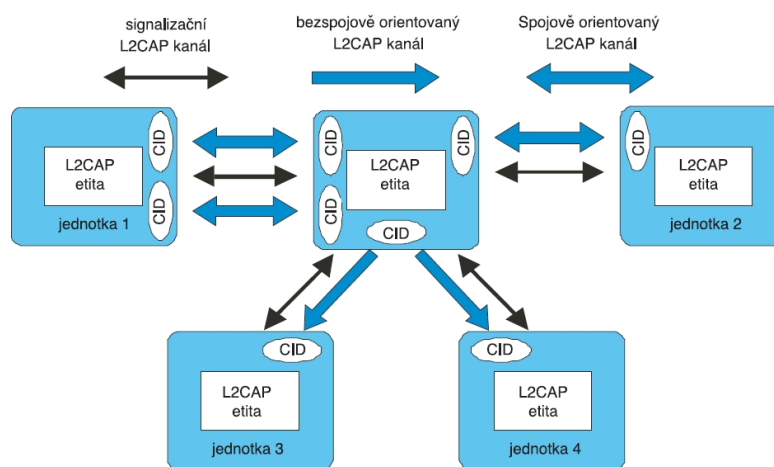 signalizační
L2CAP kanál
bezspojově orientovaný
L2CAP kanál
Spojově orientovaný
L2CAP kanál
CID
L2CAP
etita
CID
jednotka 1
CID
L2CAP
etita
CID
CID
CID
CID
L2CAP
etita
jednotka 2
CID
L2CAP
etita
jednotka 3
CID
L2CAP
etita
jednotka 4